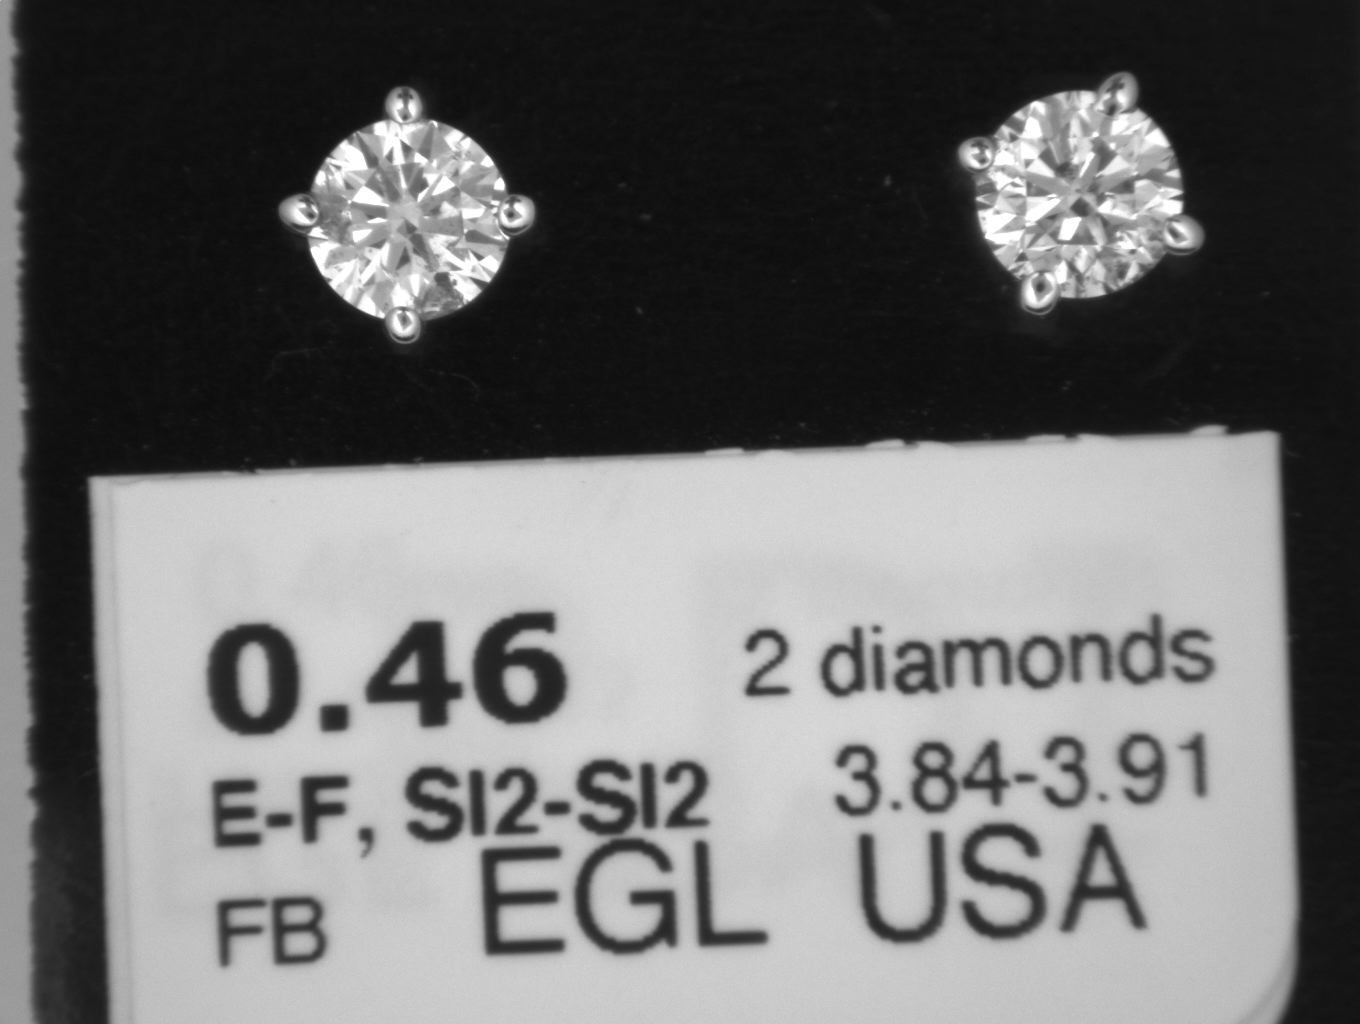 0.46 2 diamonds
E-F, SI2-SI2 3.84-3.91
FB EGL USA